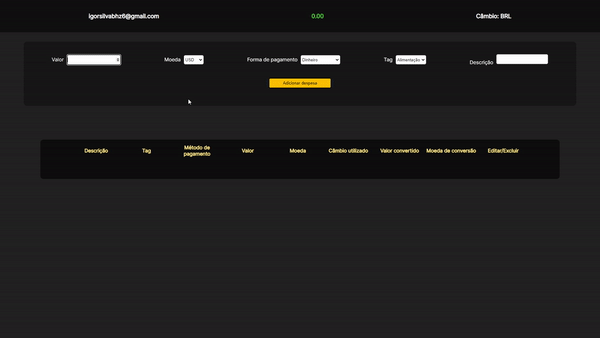 igorsilvabhz6@gmail.com 0.00 Câmbio: BRL
Valor Moeda USD Forma de pagamento Dinheiro Tag Alimentação Descrição
Adicionar despesa
Descrição Tag Método de pagamento Valor Moeda Câmbio utilizado Valor convertido Moeda de conversão Editar/Excluir